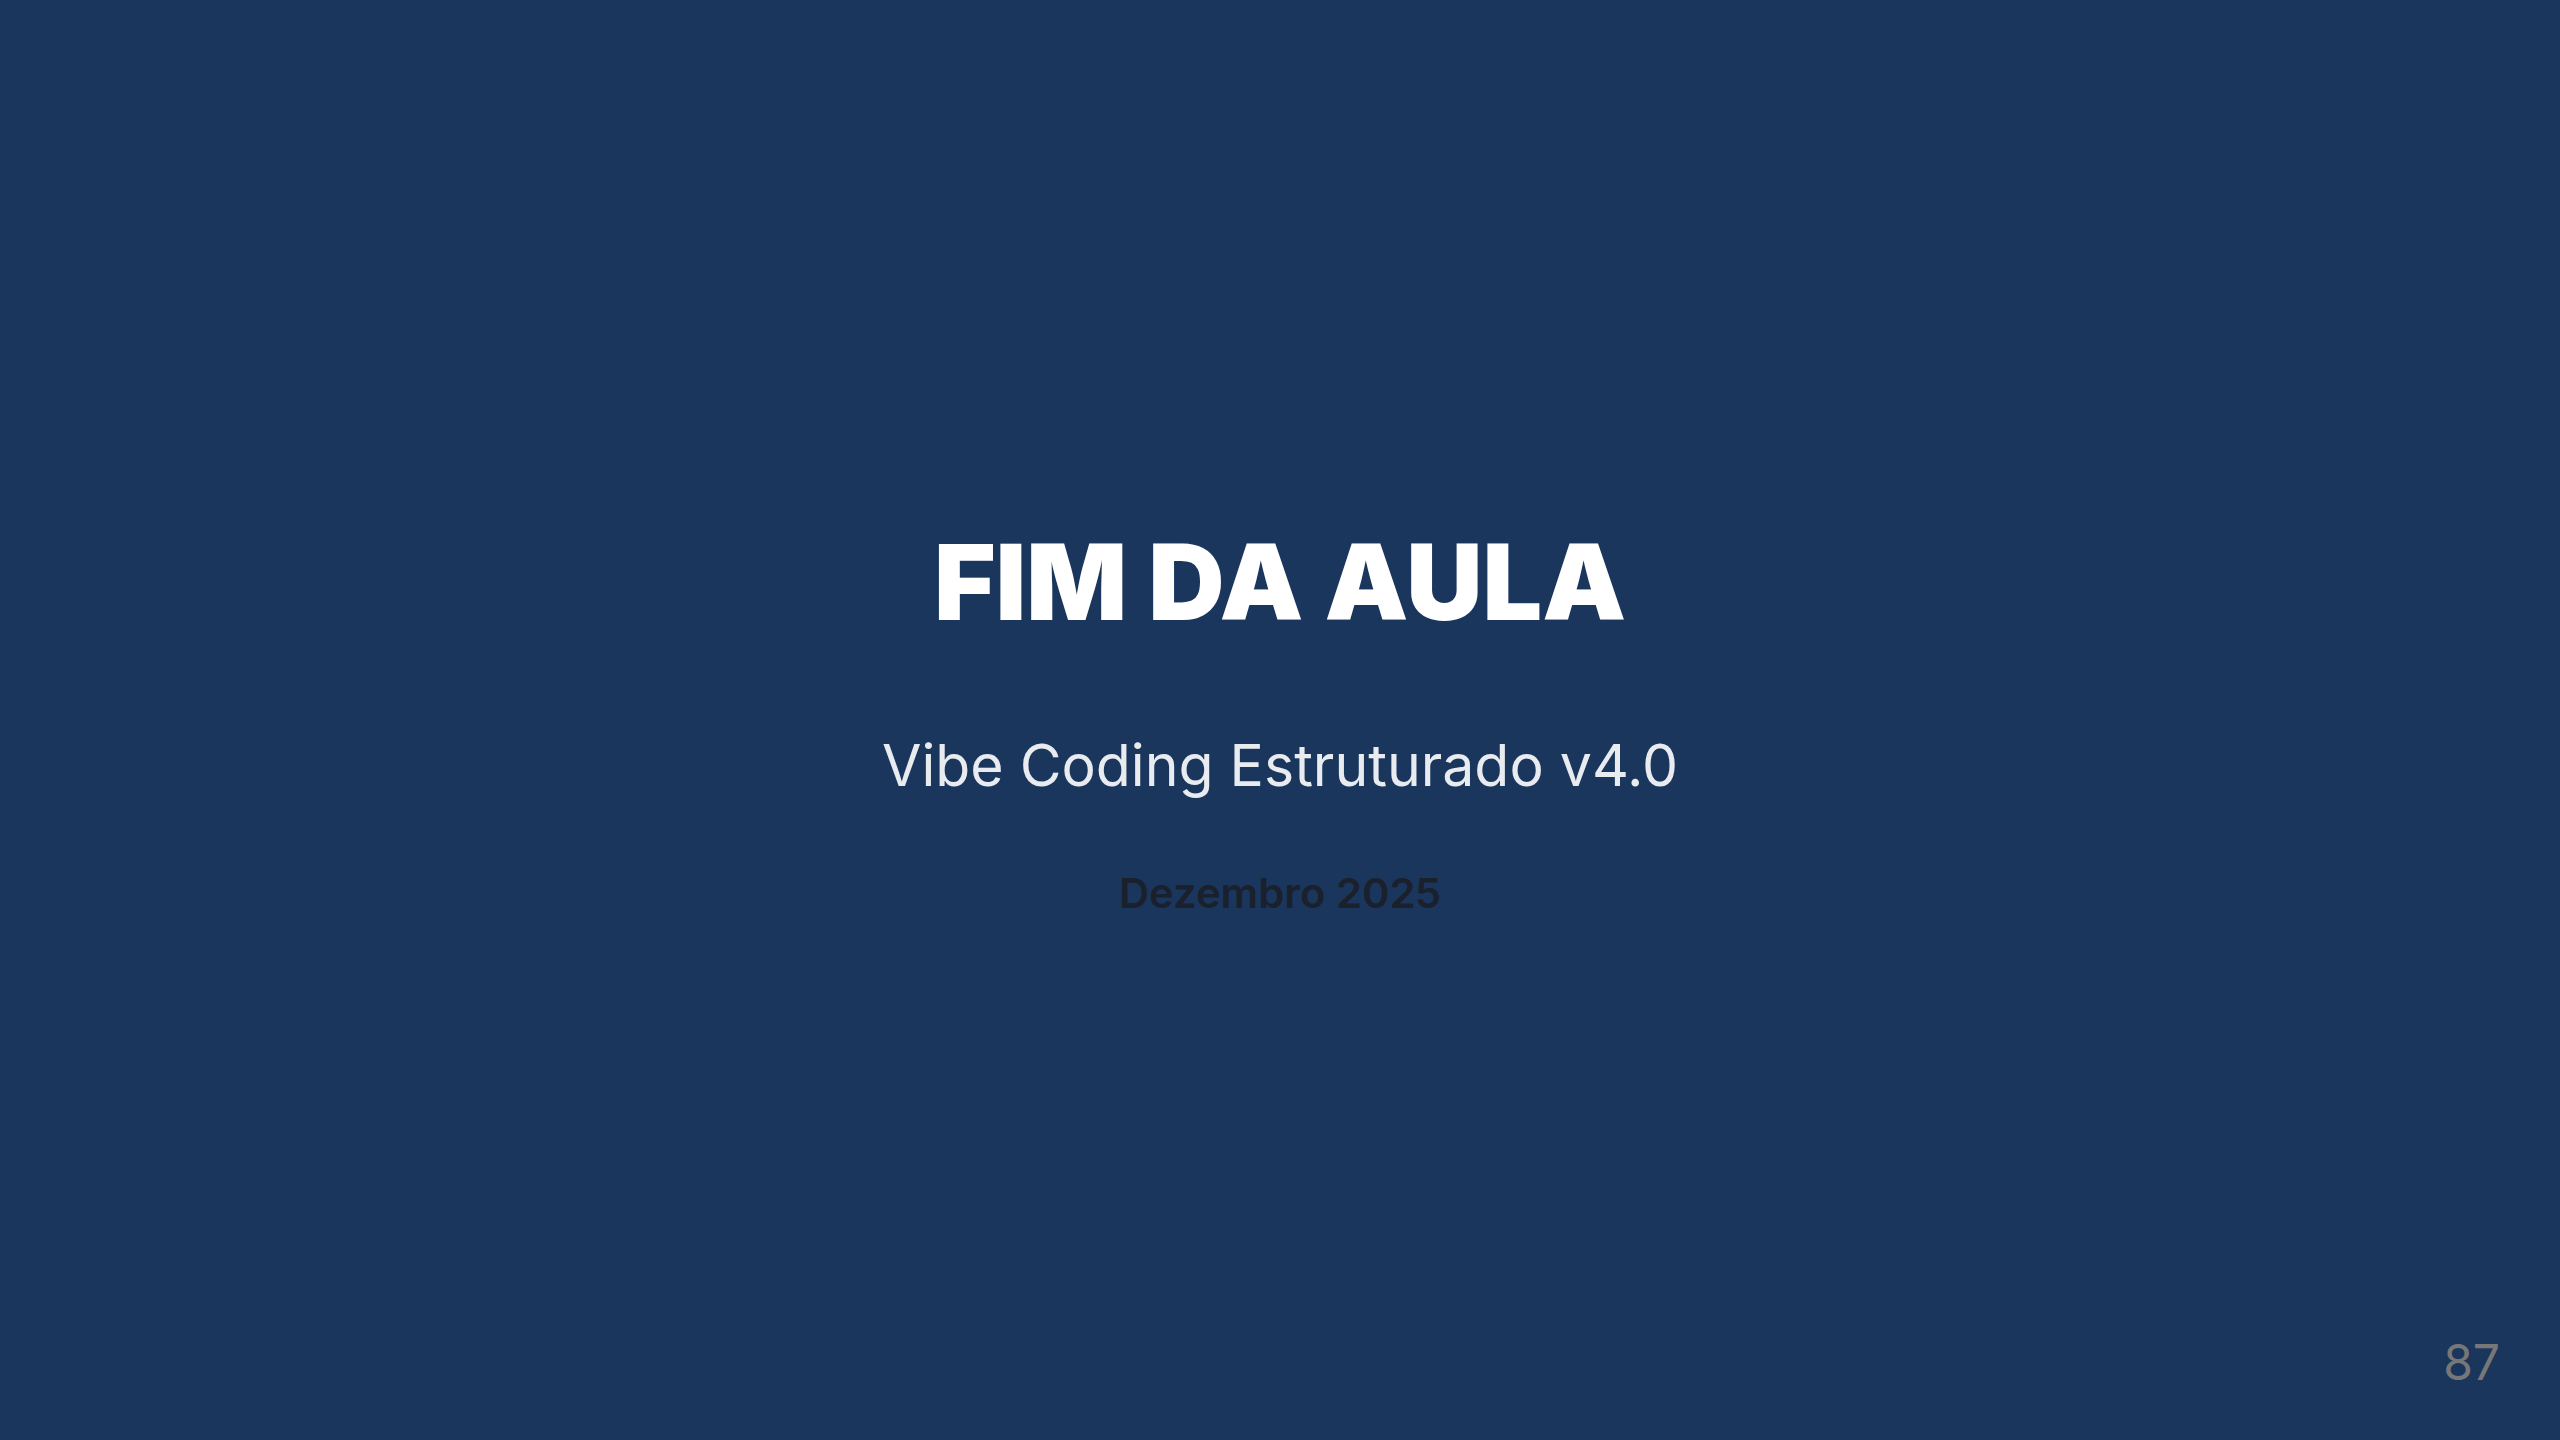 FIM DA AULA
Vibe Coding Estruturado v4.0
Dezembro 2025
87